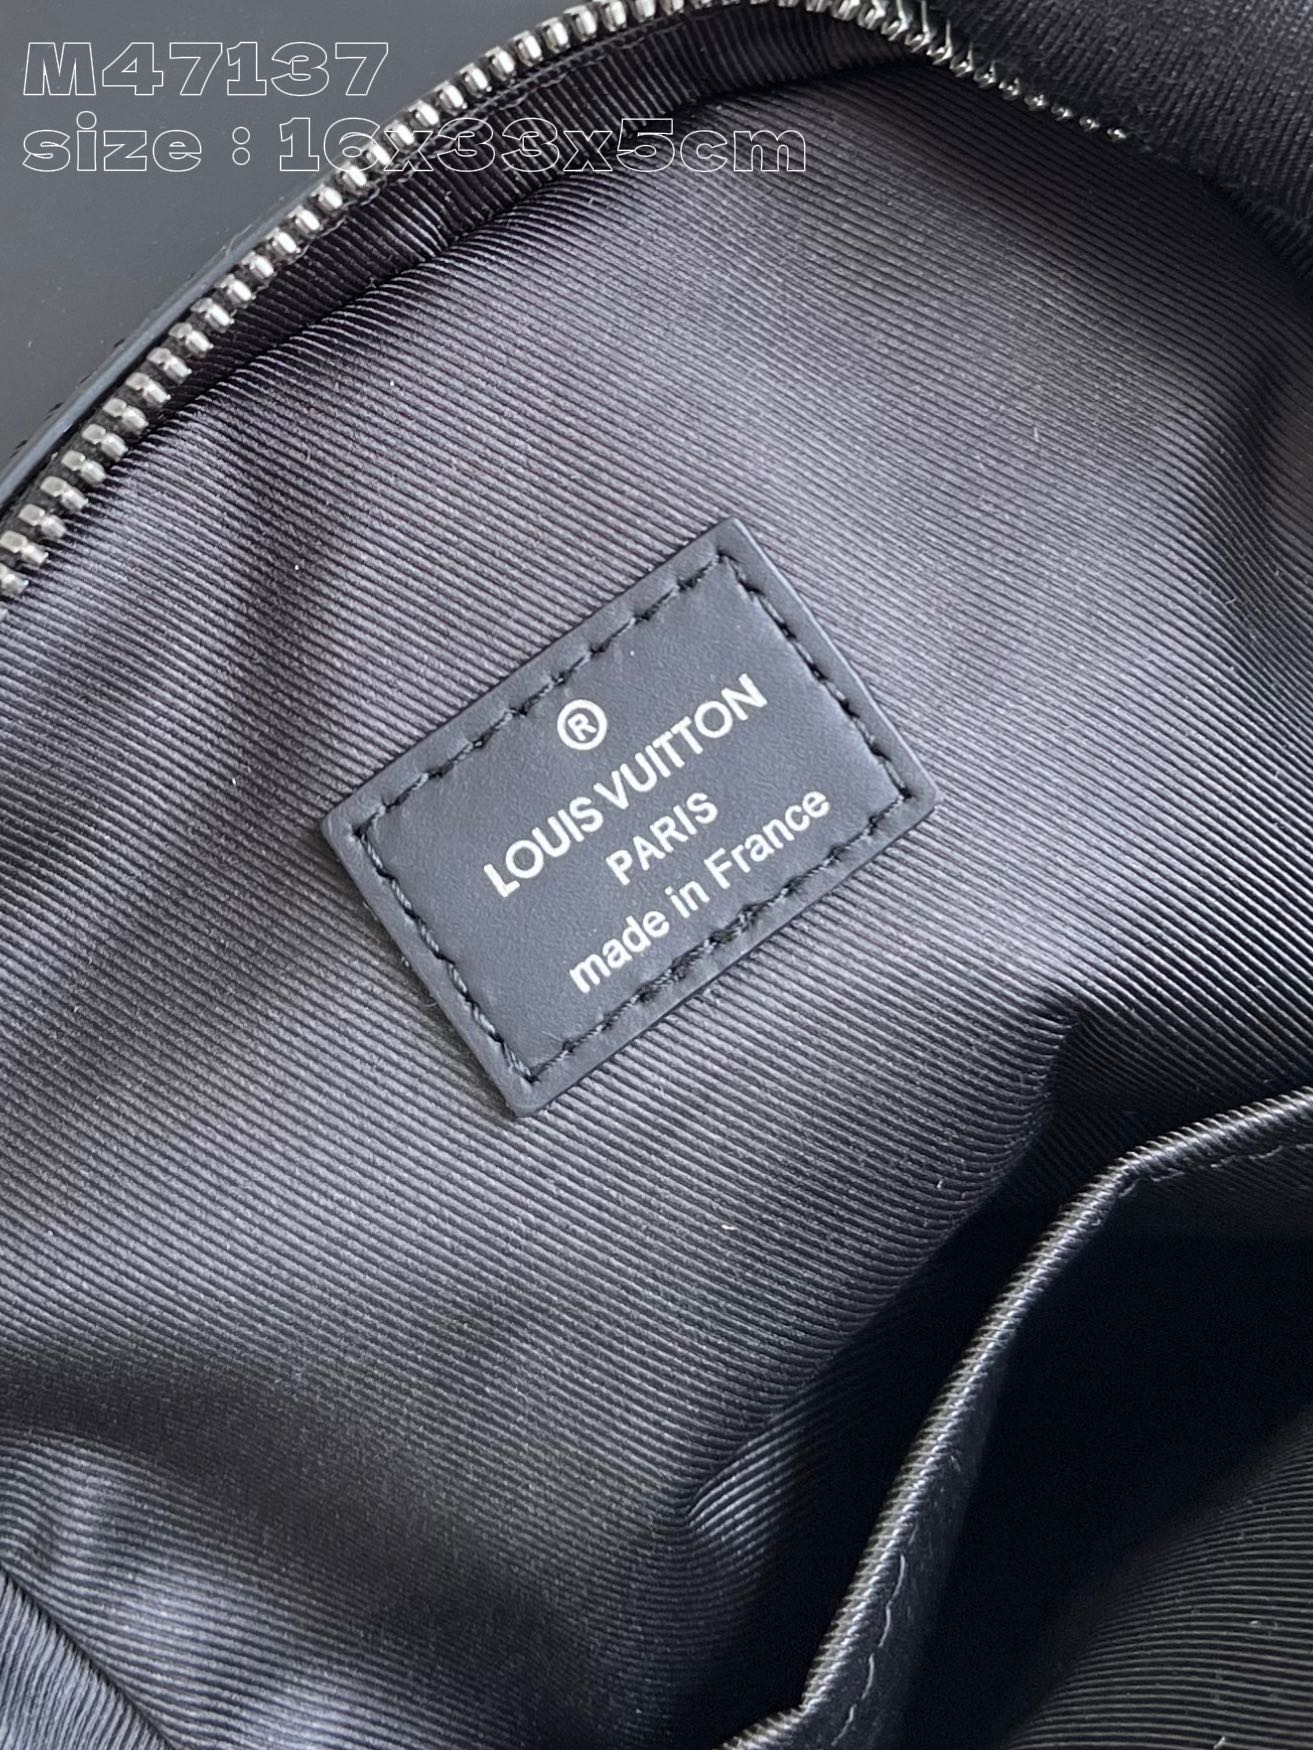 M47137
size : 16x33x5cm
®
LOUIS VUITTON
PARIS
made in France